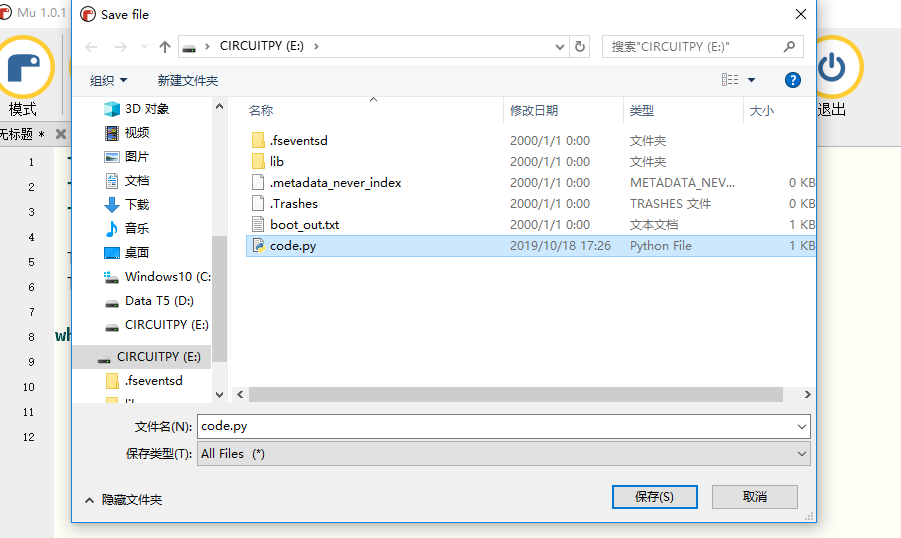 Mu 1.0.1
Save file
CIRCUITPY (E:)
搜索"CIRCUITPY (E:)"
组织
新建文件夹
模式
退出
无标题 *
3D 对象
视频
图片
文档
下载
音乐
桌面
Windows10 (C:
Data T5 (D:)
CIRCUITPY (E:)
CIRCUITPY (E:)
.fseventsd
名称 修改日期 类型 大小
.fseventsd 2000/1/1 0:00 文件夹
lib 2000/1/1 0:00 文件夹
.metadata_never_index 2000/1/1 0:00 METADATA_NEV... 0 KB
.Trashes 2000/1/1 0:00 TRASHES 文件 0 KB
boot_out.txt 2000/1/1 0:00 文本文档 1 KB
code.py 2019/10/18 17:26 Python File 1 KB
1
2
3
4
5
6
7
8 wh
9
10
11
12
文件名(N): code.py
保存类型(T): All Files (*)
隐藏文件夹
保存(S)
取消